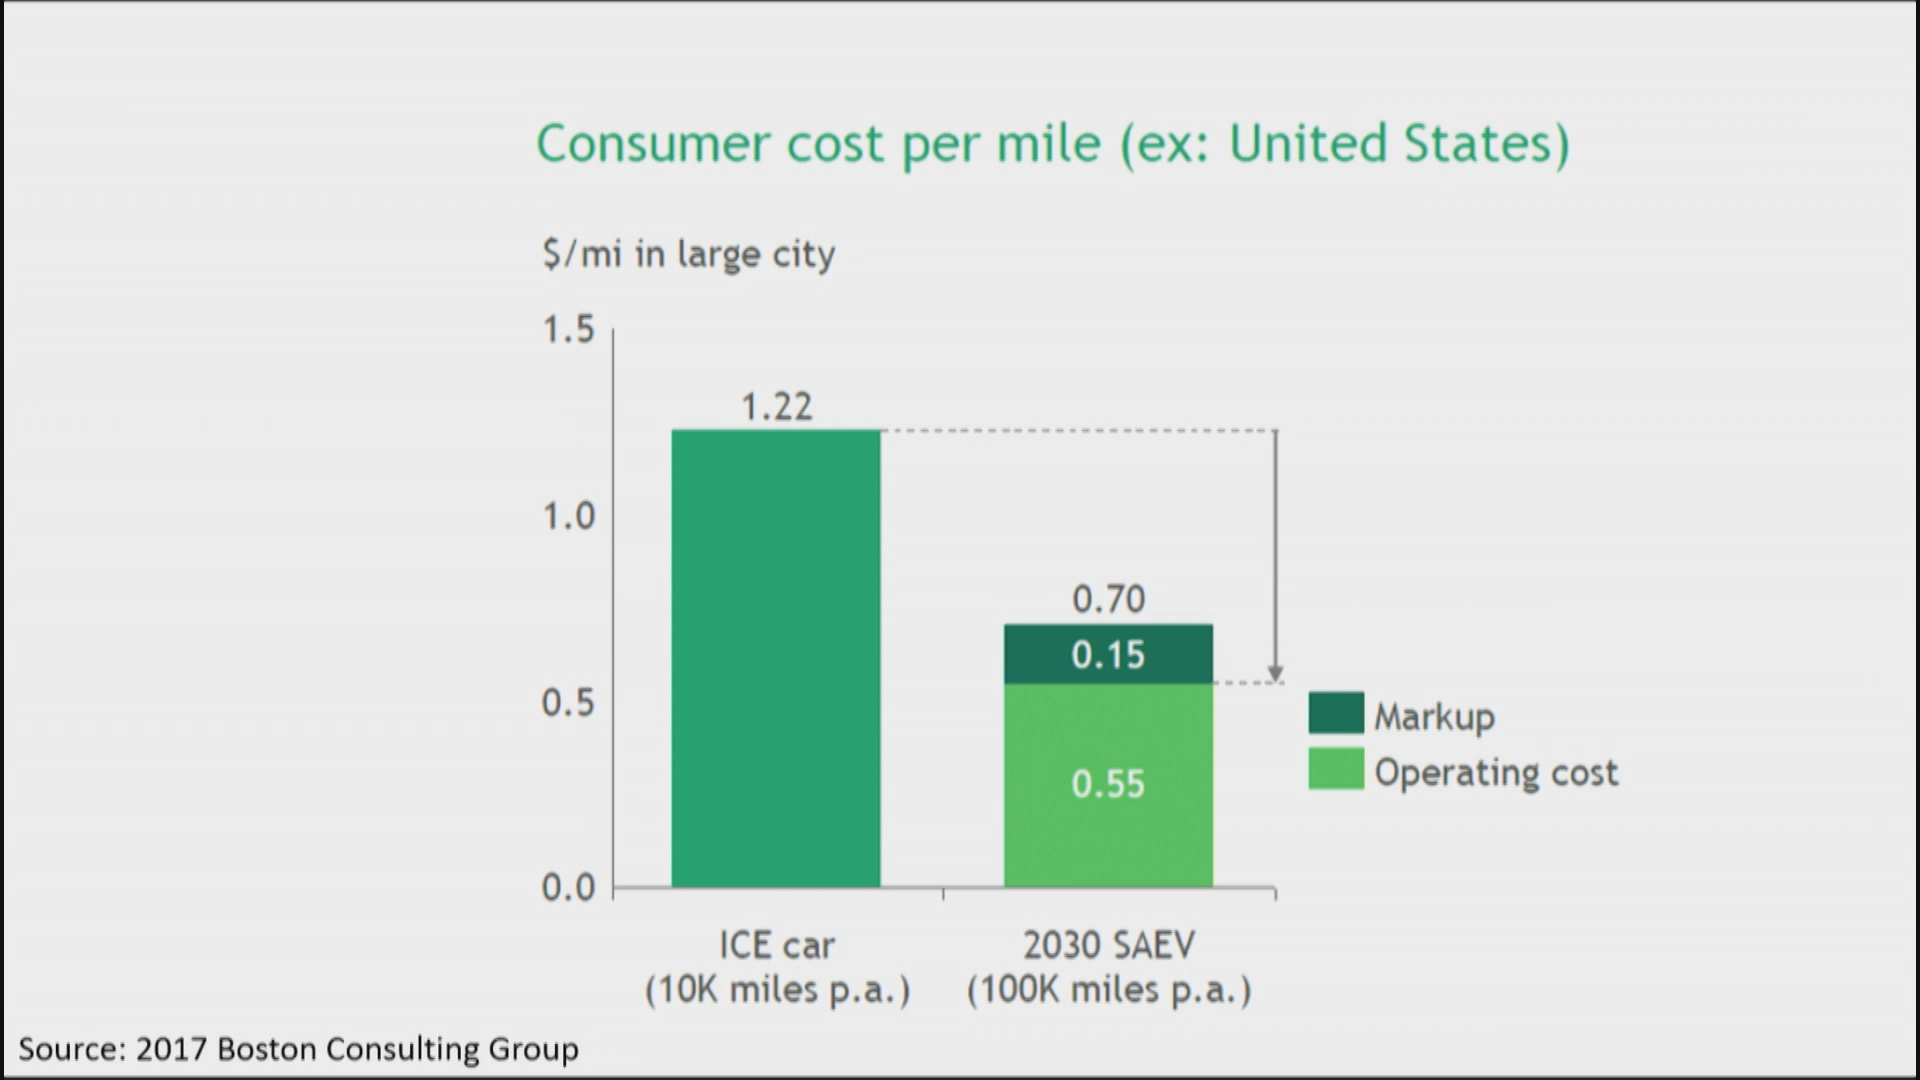 Consumer cost per mile (ex: United States)
$/mi in large city
1.5
1.22
1.0
0.70
0.15
0.5
Markup
0.55
Operating cost
0.0
ICE car
(10K miles p.a.)
2030 SAEV
(100K miles p.a.)
Source: 2017 Boston Consulting Group